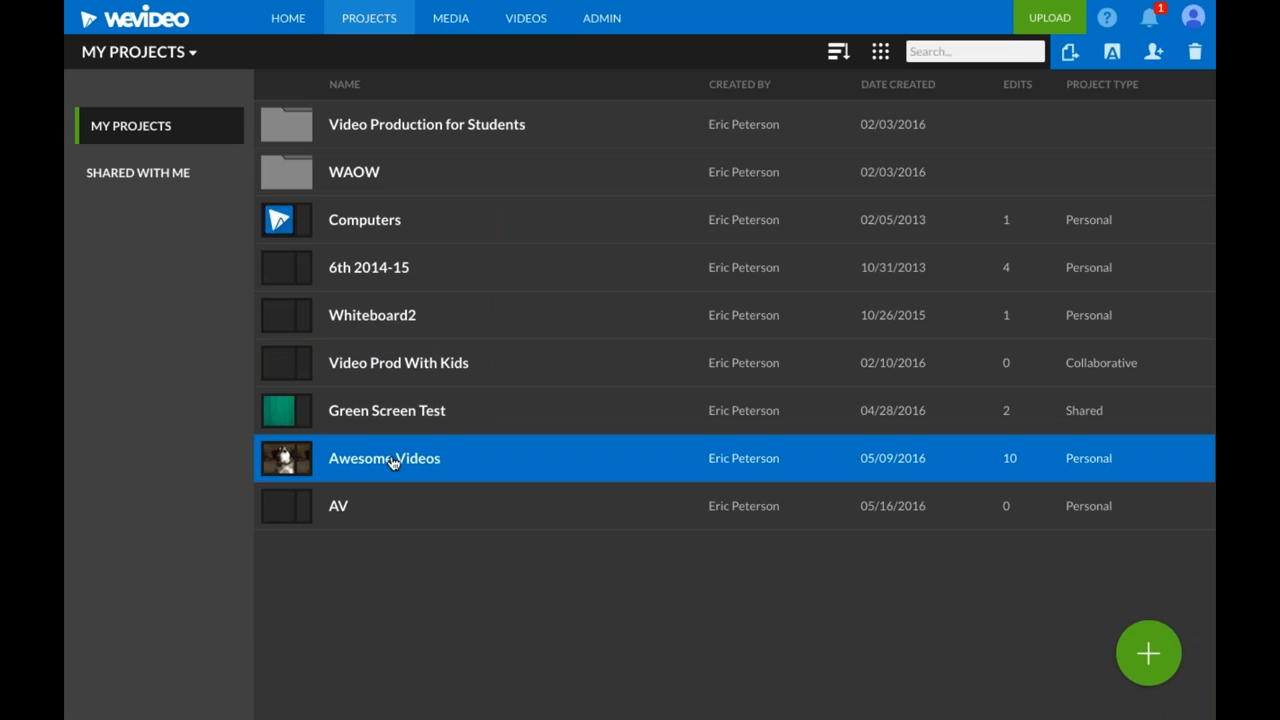 WEVIDEO HOME PROJECTS MEDIA VIDEOS ADMIN UPLOAD ? 1
MY PROJECTS Search... A
NAME CREATED BY DATE CREATED EDITS PROJECT TYPE
MY PROJECTS
SHARED WITH ME
Video Production for Students Eric Peterson 02/03/2016
WAOW Eric Peterson 02/03/2016
Computers Eric Peterson 02/05/2013 1 Personal
6th 2014-15 Eric Peterson 10/31/2013 4 Personal
Whiteboard2 Eric Peterson 10/26/2015 1 Personal
Video Prod With Kids Eric Peterson 02/10/2016 0 Collaborative
Green Screen Test Eric Peterson 04/28/2016 2 Shared
Awesome Videos Eric Peterson 05/09/2016 10 Personal
AV Eric Peterson 05/16/2016 0 Personal